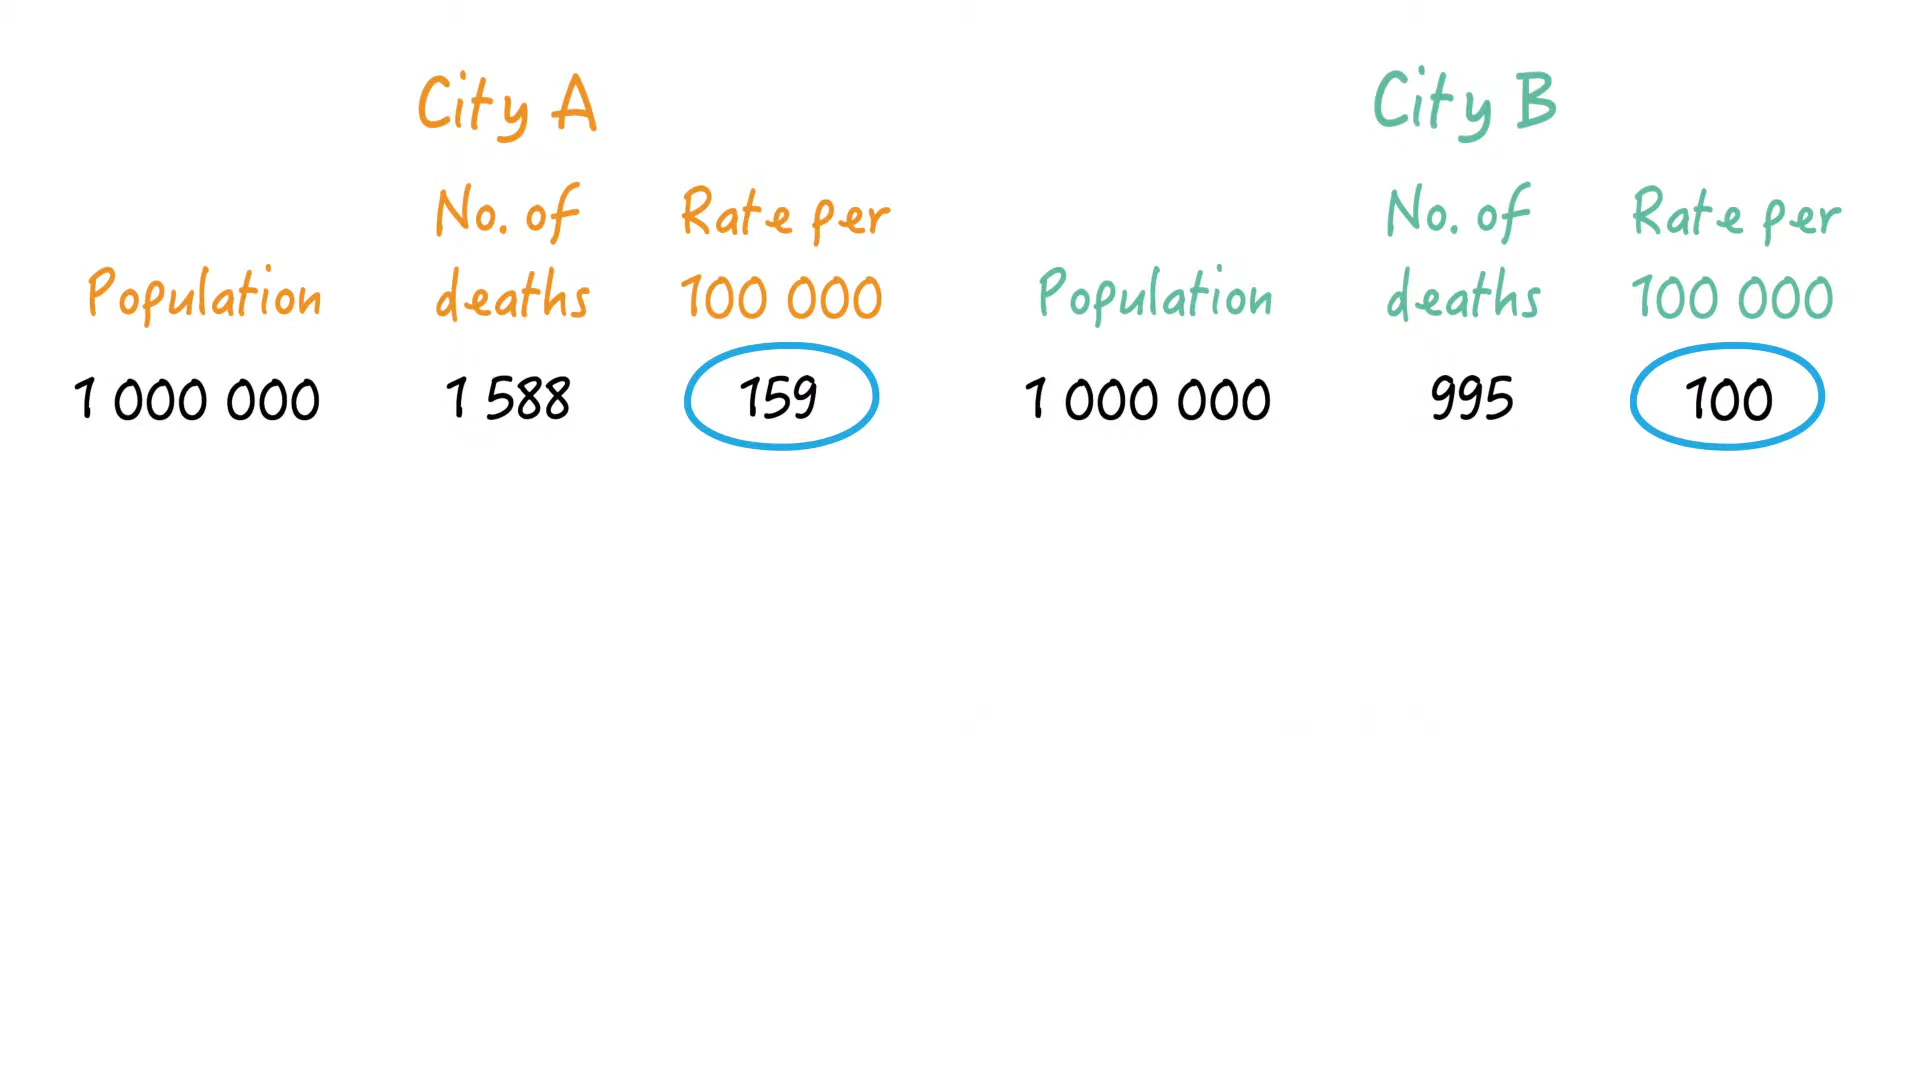 City A
No. of Rate per
Population deaths 100 000
1 000 000 1 588 159
City B
No. of Rate per
Population deaths 100 000
1 000 000 995 100